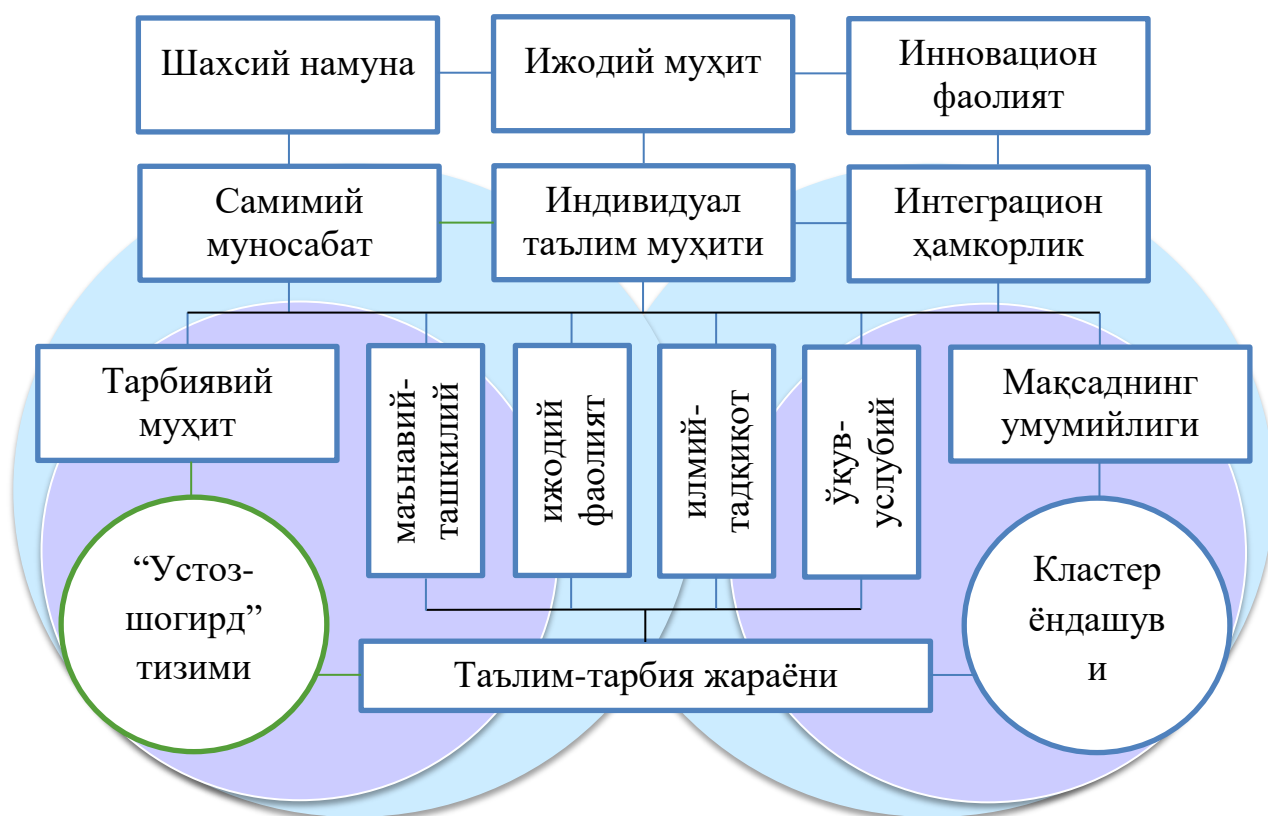 Шахсий намуна
Ижодий муҳит
Инновацион
фаолият
Самимий
муносабат
Индивидуал
таълим муҳити
Интеграцион
ҳамкорлик
Тарбиявий
муҳит
маънавий-
ташкилий
ижодий
фаолият
илмий-
тадқиқот
ўқув-
услубий
Мақсаднинг
умумийлиги
“Устоз-
шогирд”
тизими
Кластер
ёндашув
и
Таълим-тарбия жараёни